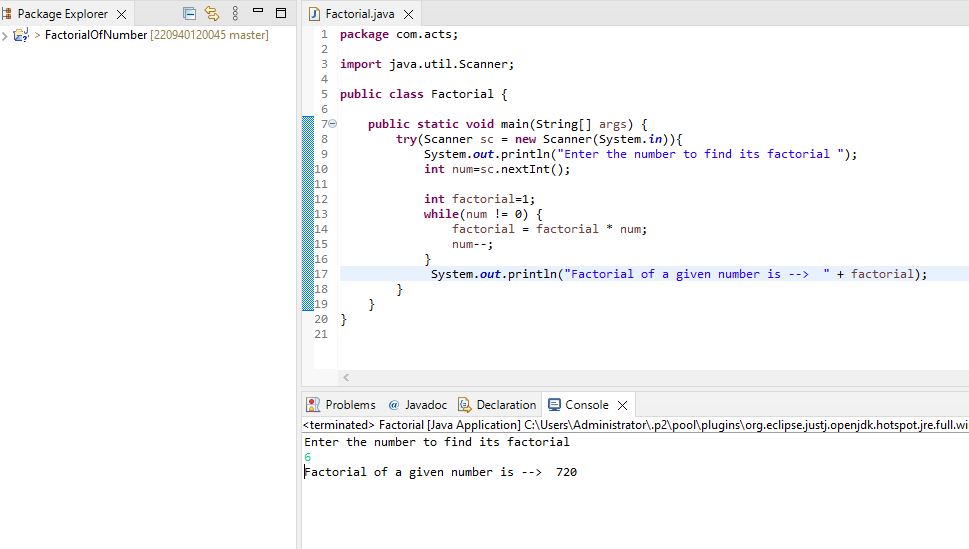 Package Explorer
> FactorialOfNumber [220940120045 master]
Factorial.java
1 package com.acts;
2
3 import java.util.Scanner;
4
5 public class Factorial {
6
7 public static void main(String[] args) {
8 try(Scanner sc = new Scanner(System.in)){
9 System.out.println("Enter the number to find its factorial ");
10 int num=sc.nextInt();
11
12 int factorial=1;
13 while(num != 0) {
14 factorial = factorial * num;
15 num--;
16 }
17 System.out.println("Factorial of a given number is -->  " + factorial);
18 }
19 }
20 }
21
Problems @ Javadoc Declaration Console
<terminated> Factorial [Java Application] C:\Users\Administrator\.p2\pool\plugins\org.eclipse.justj.openjdk.hotspot.jre.full.wi
Enter the number to find its factorial
6
Factorial of a given number is -->  720